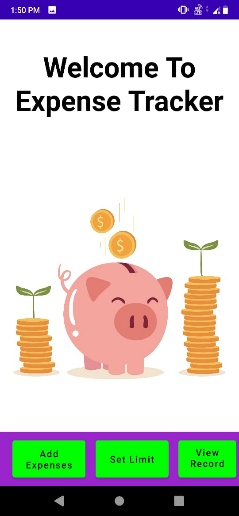 1:50 PM
Welcome To
Expense Tracker
$
$
Add
Expenses
Set Limit
View
Record